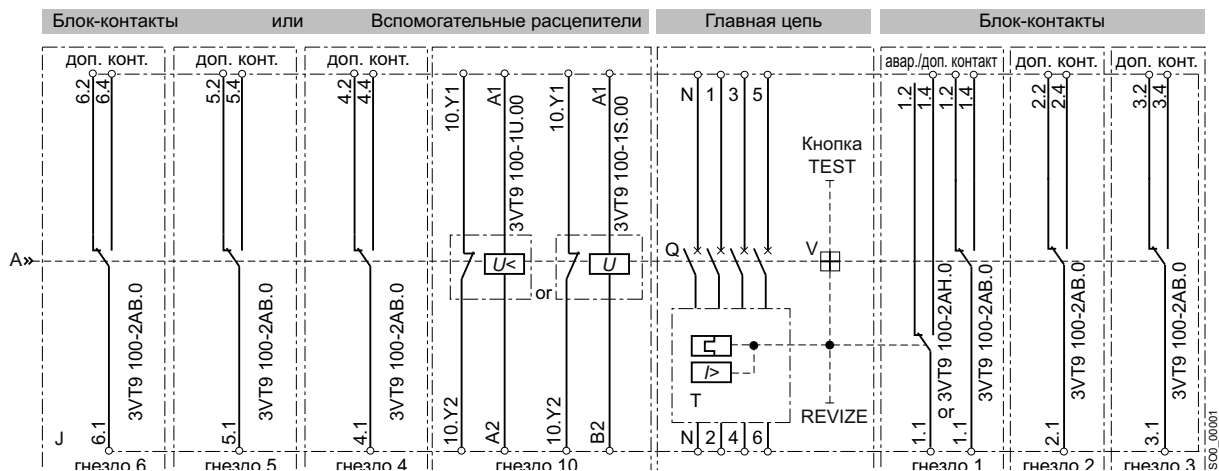 Блок-контакты или Вспомогательные расцепители Главная цепь Блок-контакты
доп. конт. доп. конт. доп. конт. авар./доп. контакт доп. конт. доп. конт.
6.2 6.4 5.2 5.4 4.2 4.4 10.Y1 A1 10.Y1 A1 N 1 3 5 1.2 1.4 1.2 1.4 2.2 2.4 3.2 3.4
3VT9 100-1U.00 3VT9 100-1S.00
Кнопка
TEST
A» U< or U Q V
3VT9 100-2AB.0 3VT9 100-2AB.0 3VT9 100-2AB.0 3VT9 100-2AH.0 3VT9 100-2AB.0 3VT9 100-2AB.0 3VT9 100-2AB.0
I>
T REVIZE or
J 6.1 5.1 4.1 10.Y2 A2 10.Y2 B2 N 2 4 6 1.1 1.1 2.1 3.1
гнездо 6 гнездо 5 гнездо 4 гнездо 10 гнездо 1 гнездо 2 гнездо 3